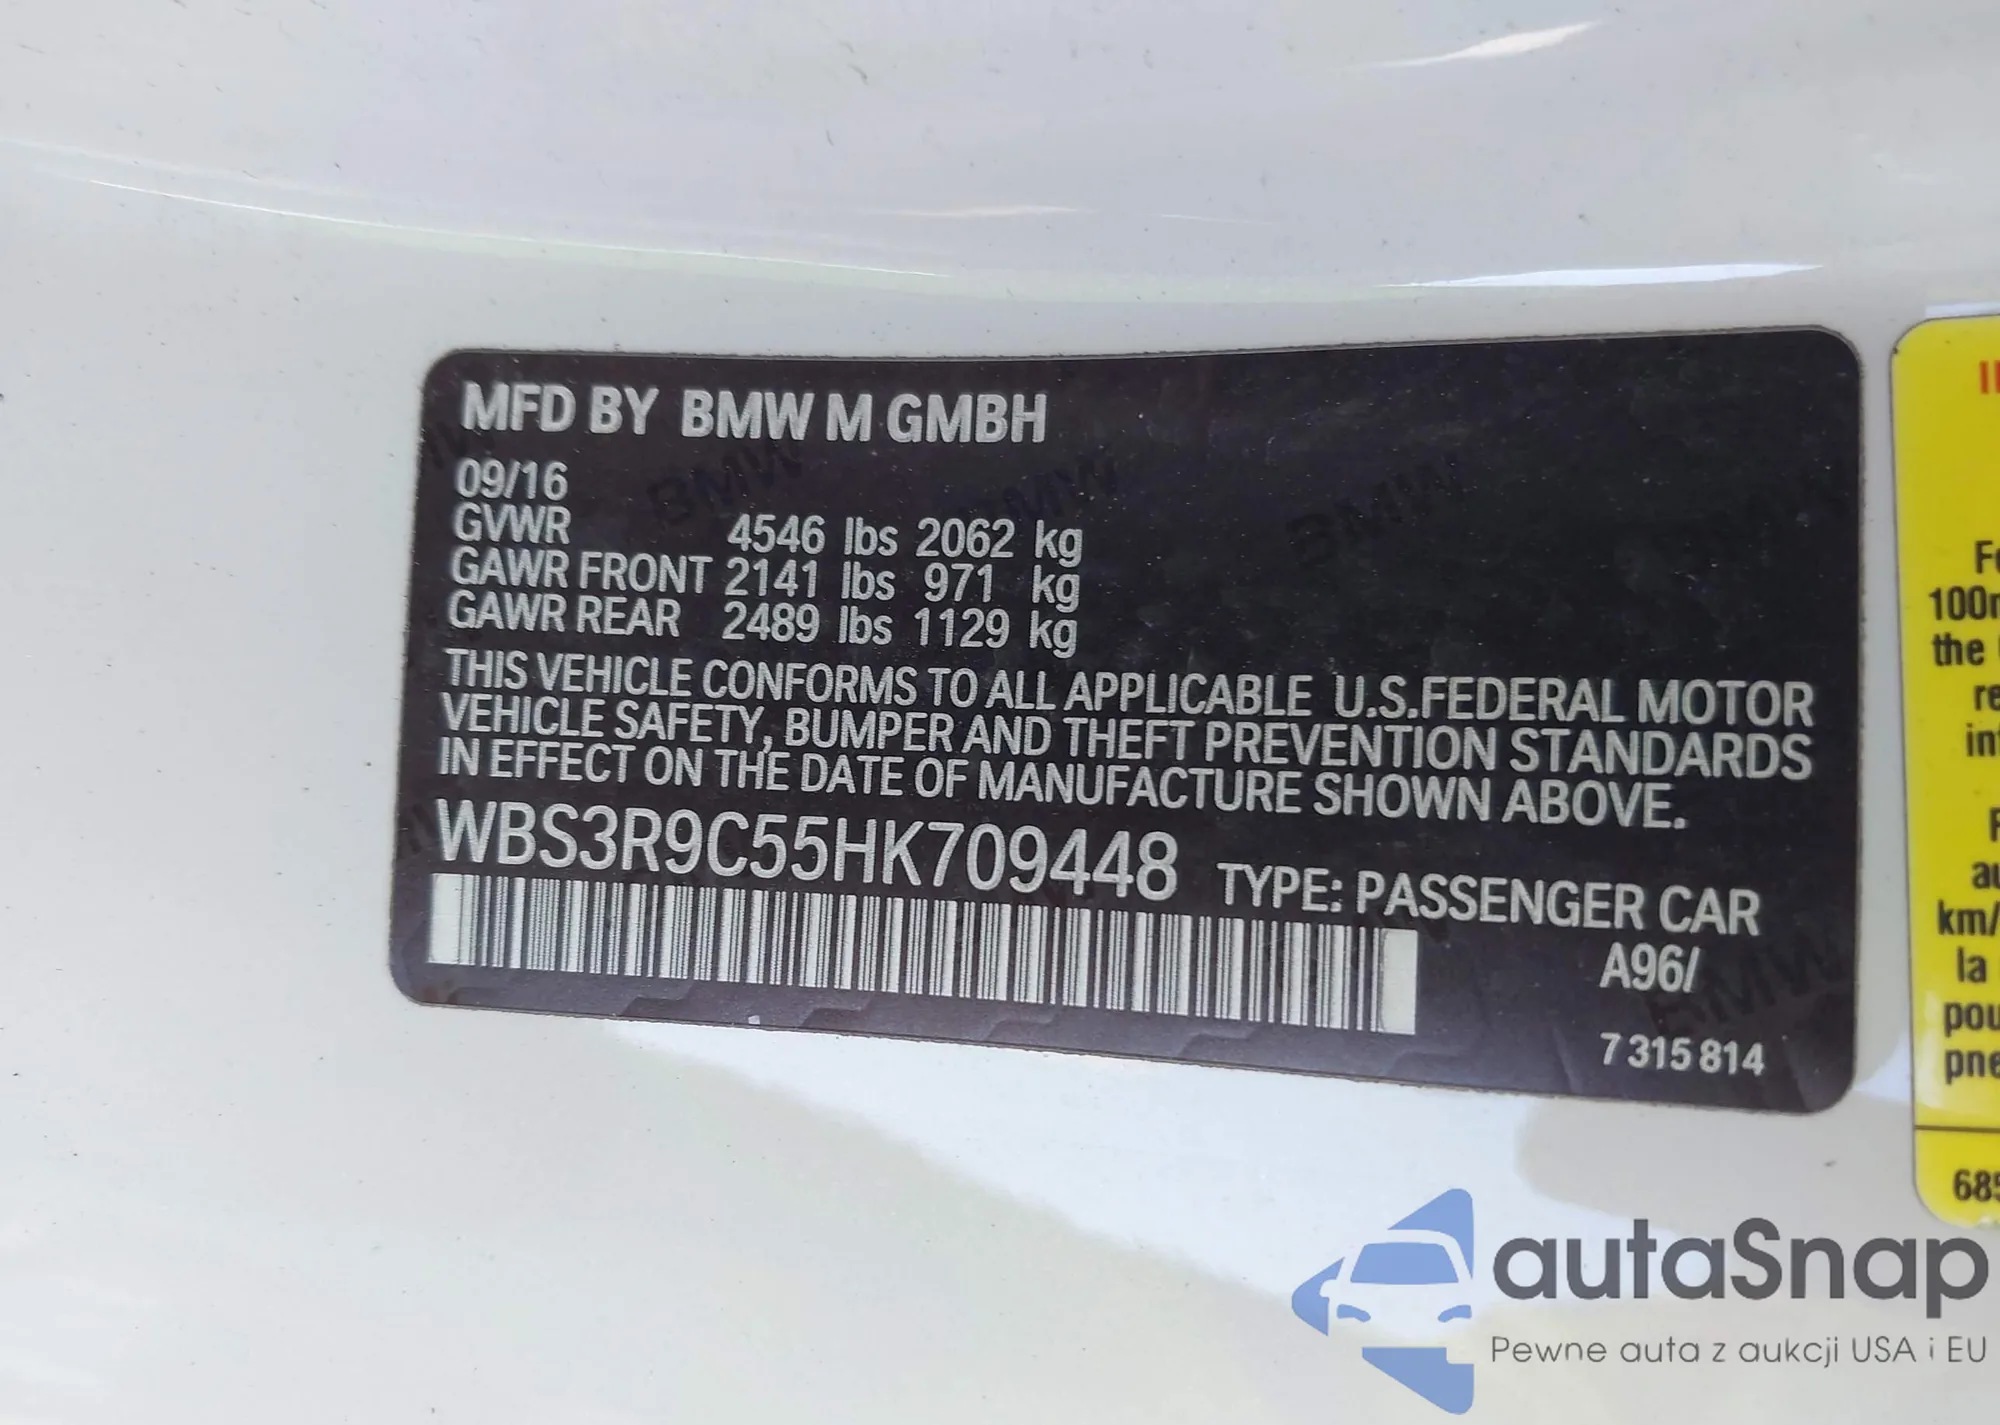 MFD BY BMW M GMBH
09/16
GVWR 4546 lbs 2062 kg
GAWR FRONT 2141 lbs 971 kg
GAWR REAR 2489 lbs 1129 kg
THIS VEHICLE CONFORMS TO ALL APPLICABLE U.S.FEDERAL MOTOR
VEHICLE SAFETY, BUMPER AND THEFT PREVENTION STANDARDS
IN EFFECT ON THE DATE OF MANUFACTURE SHOWN ABOVE.
WBS3R9C55HK709448 TYPE: PASSENGER CAR
A96/
7 315 814
the
km/
la
autaSnap
Pewne auta z aukcji USA i EU